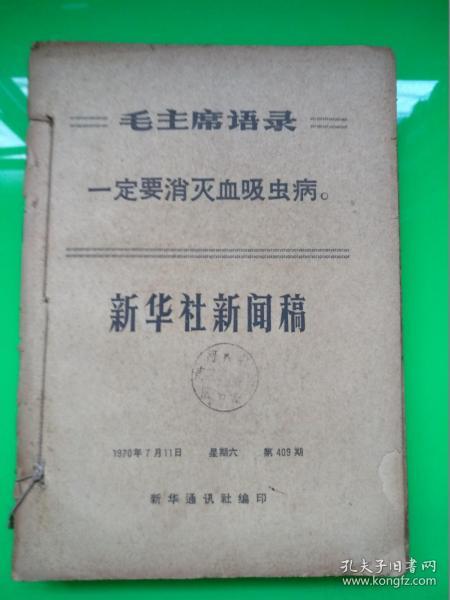 毛主席语录
一定要消灭血吸虫病。
新华社新闻稿
1970年7月11日 星期六 第409期
新华通讯社编印
孔夫子旧书网
www.kongfz.com